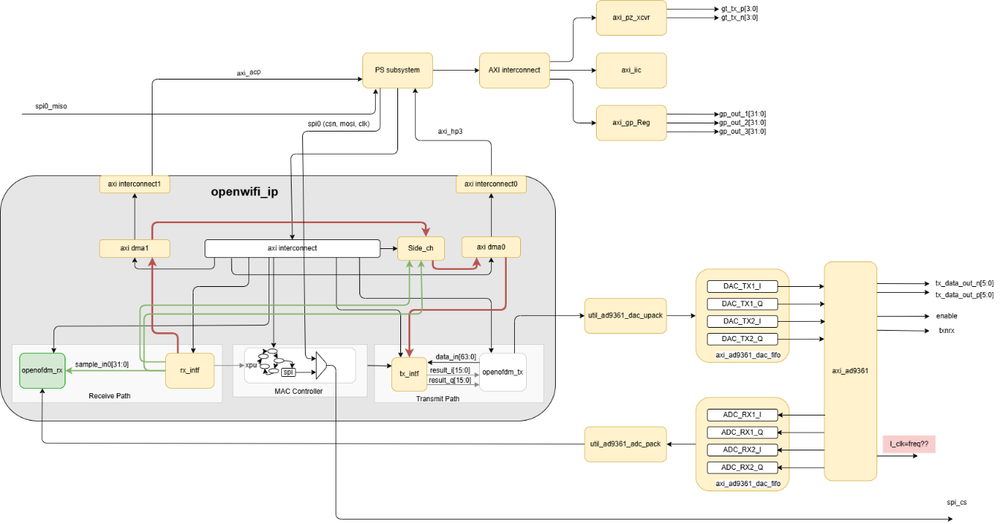 gt_tx_p[3:0]
axi_pz_xcvr
gt_tx_n[3:0]
PS subsystem
AXI interconnect
axi_iic
axi_acp
spi0_miso
spi0 (csn, mosi, clk)
axi_hp3
axi_gp_Reg
gp_out_1[31:0]
gp_out_2[31:0]
gp_out_3[31:0]
axi interconnect1
openwifi_ip
axi interconnect0
axi dma1
axi interconnect
Side_ch
axi dma0
openofdm_rx
sample_in0[31:0]
rx_intf
Receive Path
xpu
spi
MAC Controller
tx_intf
data_in[63:0]
result_i[15:0]
result_q[15:0]
openofdm_tx
Transmit Path
util_ad9361_dac_upack
DAC_TX1_I
DAC_TX1_Q
DAC_TX2_I
DAC_TX2_Q
axi_ad9361_dac_fifo
axi_ad9361
tx_data_out_n[5:0]
tx_data_out_p[5:0]
enable
txnrx
util_ad9361_adc_pack
ADC_RX1_I
ADC_RX1_Q
ADC_RX2_I
ADC_RX2_Q
axi_ad9361_dac_fifo
l_clk=freq??
spi_cs